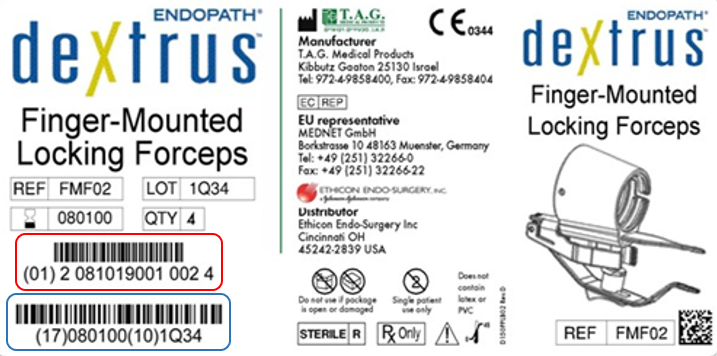 ENDOPATH®
dextrus™
Finger-Mounted
Locking Forceps
REF FMF02 LOT 1Q34
080100 QTY 4
(01) 2 081019001 002 4
(17)080100(10)1Q34
T.A.G.
Manufacturer
T.A.G. Medical Products
Kibbutz Gaaton 25130 Israel
Tel: 972-4-9858400, Fax: 972-4-9858404
EC REP
EU representative
MEDNET GmbH
Borkstrasse 10 48163 Muenster, Germany
Tel: +49 (251) 32266-0
Fax: +49 (251) 32266-22
ETHICON ENDO-SURGERY, INC.
a Johnson & Johnson company
Distributor
Ethicon Endo-Surgery Inc
Cincinnati OH
45242-2839 USA
Do not use if package
is open or damaged
2
Single patient
use only
Does not
contain
latex or
PVC
STERILE R
Rx Only
CE 0344
ENDOPATH®
dextrus™
Finger-Mounted
Locking Forceps
REF FMF02